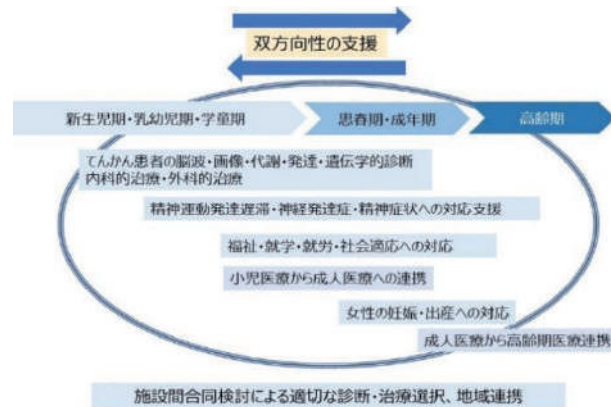 双方向性の支援
新生児期・乳幼児期・学童期
思春期・成年期
高齢期
てんかん患者の脳波・画像・代謝・発達・遺伝学的診断
内科的治療・外科的治療
精神運動発達遅滞・神経発達症・精神症状への対応支援
福祉・就学・就労・社会適応への対応
小児医療から成人医療への連携
女性の妊娠・出産への対応
成人医療から高齢期医療連携
施設間合同検討による適切な診断・治療選択、地域連携